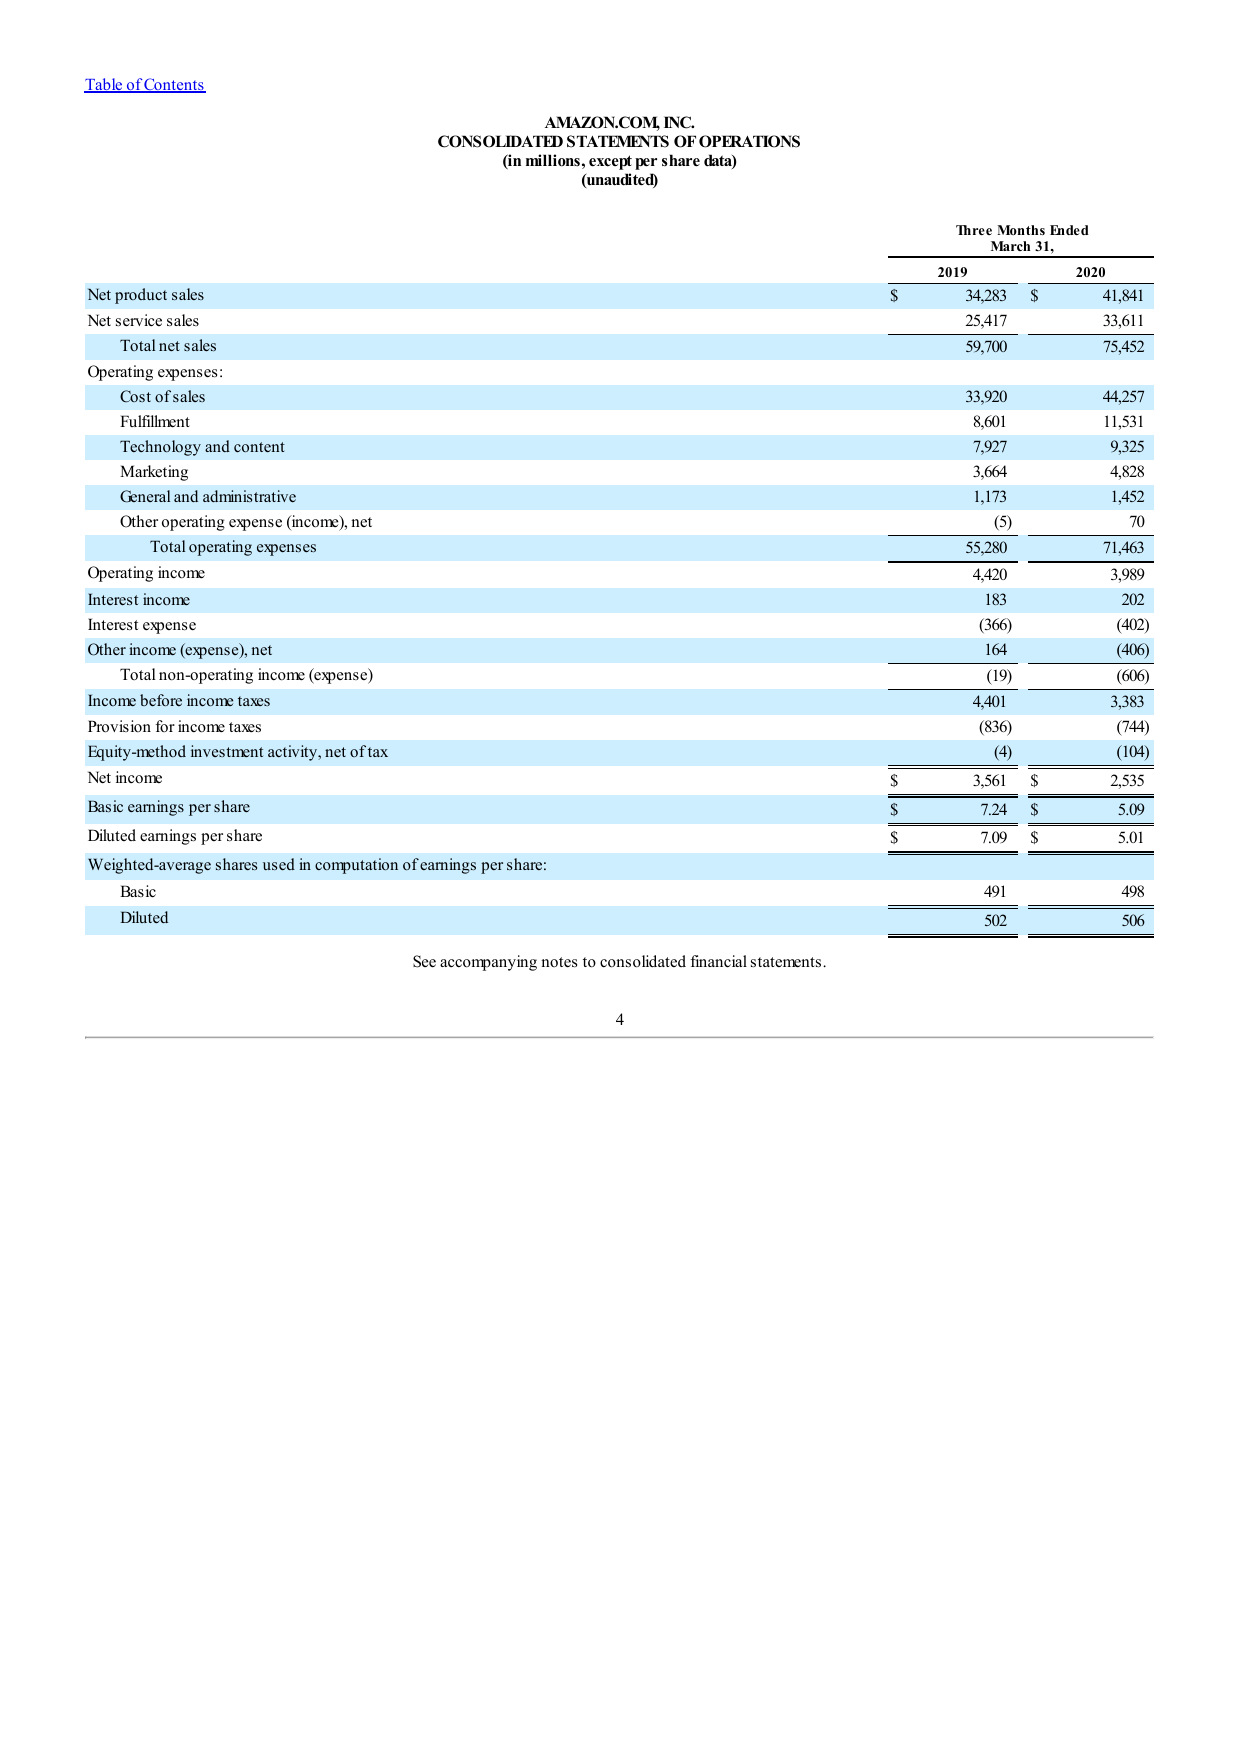 Table of Contents
AMAZON.COM, INC.
CONSOLIDATED STATEMENTS OF OPERATIONS
(in millions, except per share data)
(unaudited)
Three Months Ended
March 31,
2019 2020
Net product sales $ 34,283 $ 41,841
Net service sales 25,417 33,611
Total net sales 59,700 75,452
Operating expenses:
Cost of sales 33,920 44,257
Fulfillment 8,601 11,531
Technology and content 7,927 9,325
Marketing 3,664 4,828
General and administrative 1,173 1,452
Other operating expense (income), net (5) 70
Total operating expenses 55,280 71,463
Operating income 4,420 3,989
Interest income 183 202
Interest expense (366) (402)
Other income (expense), net 164 (406)
Total non-operating income (expense) (19) (606)
Income before income taxes 4,401 3,383
Provision for income taxes (836) (744)
Equity-method investment activity, net of tax (4) (104)
Net income $ 3,561 $ 2,535
Basic earnings per share $ 7.24 $ 5.09
Diluted earnings per share $ 7.09 $ 5.01
Weighted-average shares used in computation of earnings per share:
Basic 491 498
Diluted 502 506
See accompanying notes to consolidated financial statements.
4